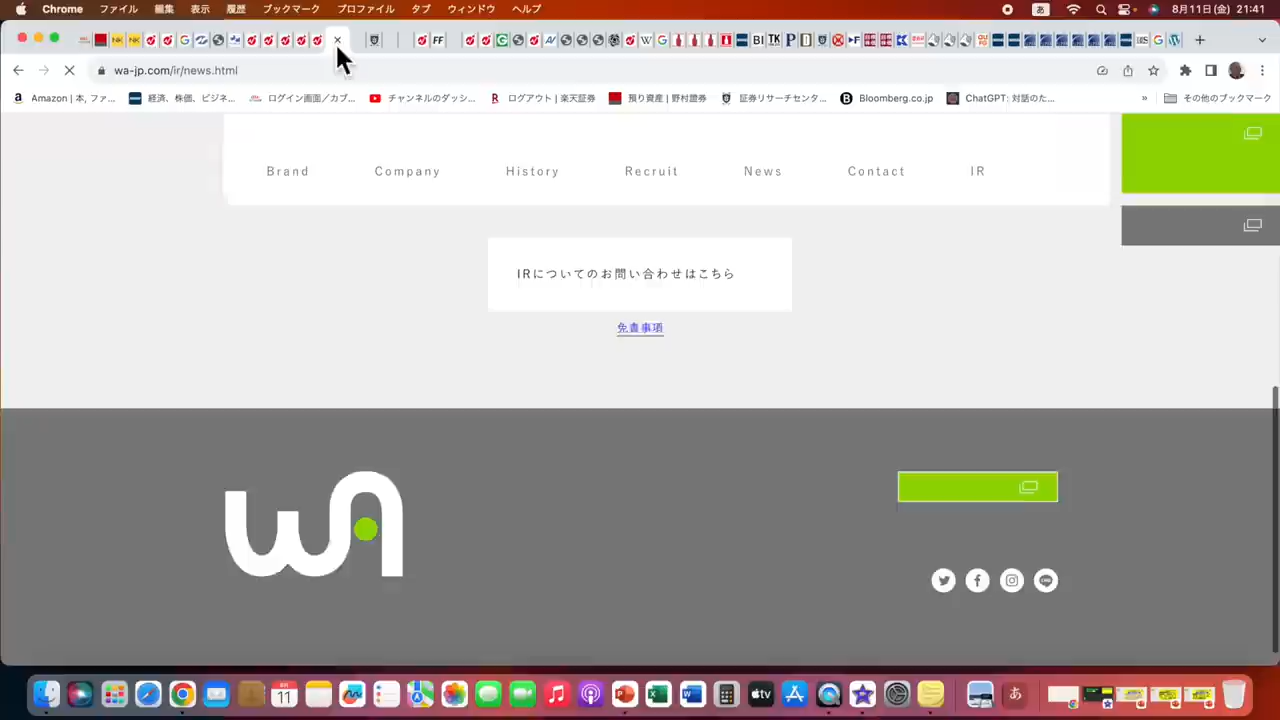 Chrome ファイル 編集 表示 履歴 ブックマーク プロファイル タブ ウィンドウ ヘルプ あ 8月11日(金) 21:41
wa-jp.com/ir/news.html
Amazon | 本, ファ... 経済、株価、ビジネ... ログイン画面／カブ... チャンネルのダッシ... ログアウト | 楽天証券 預り資産 | 野村證券 証券リサーチセンタ... Bloomberg.co.jp ChatGPT: 対話のた... » その他のブックマーク
Brand Company History Recruit News Contact IR
IRについてのお問い合わせはこちら
免責事項
wa
8月
11
tv
あ